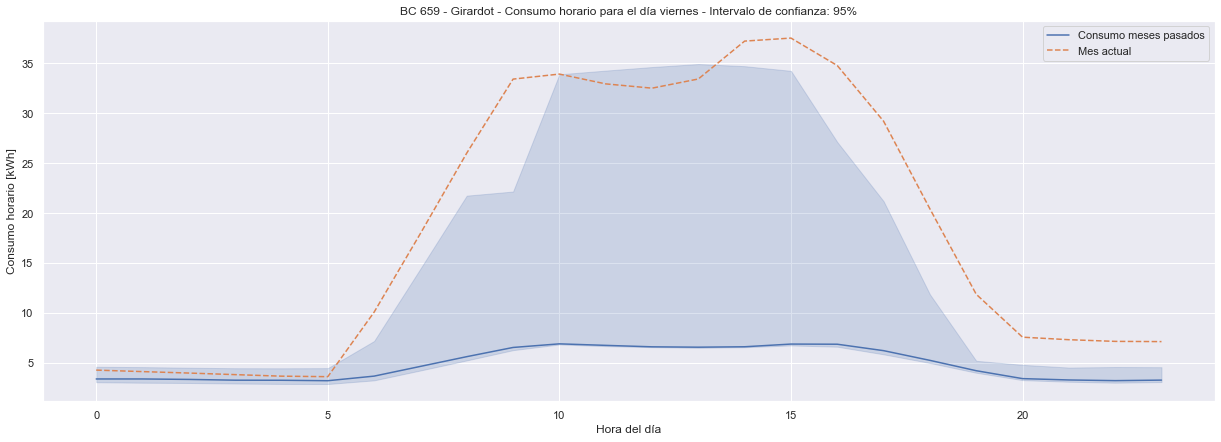 BC 659 - Girardot - Consumo horario para el día viernes - Intervalo de confianza: 95%
Consumo meses pasados
Mes actual
35
30
25
20
15
10
5
Consumo horario [kWh]
0
5
10
15
20
Hora del día